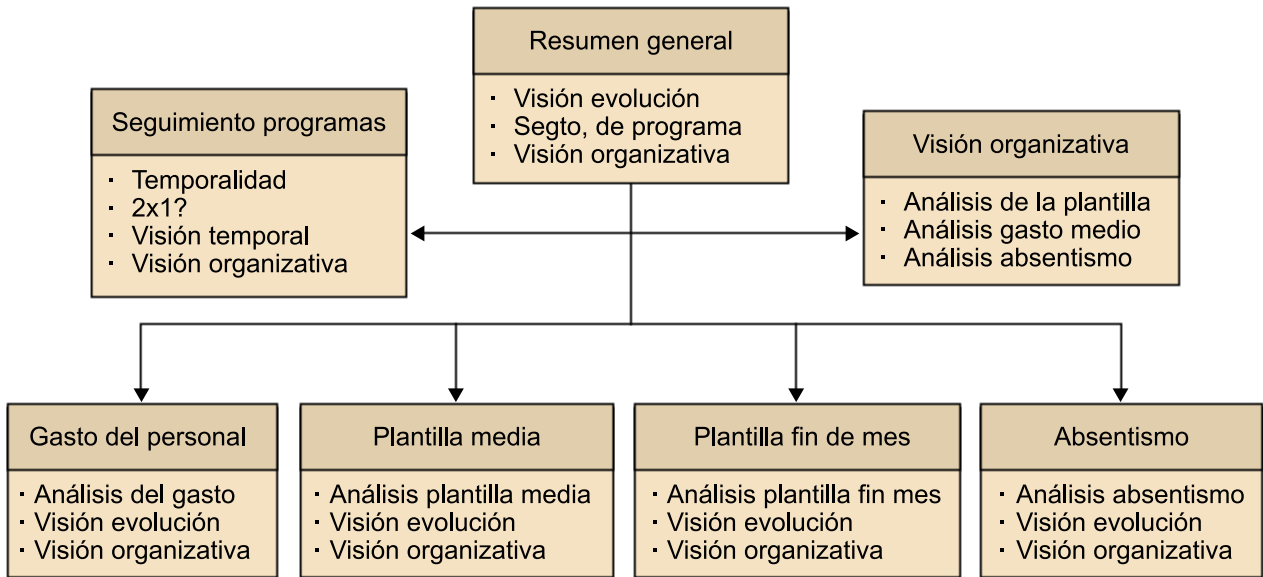 Resumen general
· Visión evolución
· Segto, de programa
· Visión organizativa
Seguimiento programas
· Temporalidad
· 2x1?
· Visión temporal
· Visión organizativa
Visión organizativa
· Análisis de la plantilla
· Análisis gasto medio
· Análisis absentismo
Gasto del personal
· Análisis del gasto
· Visión evolución
· Visión organizativa
Plantilla media
· Análisis plantilla media
· Visión evolución
· Visión organizativa
Plantilla fin de mes
· Análisis plantilla fin mes
· Visión evolución
· Visión organizativa
Absentismo
· Análisis absentismo
· Visión evolución
· Visión organizativa